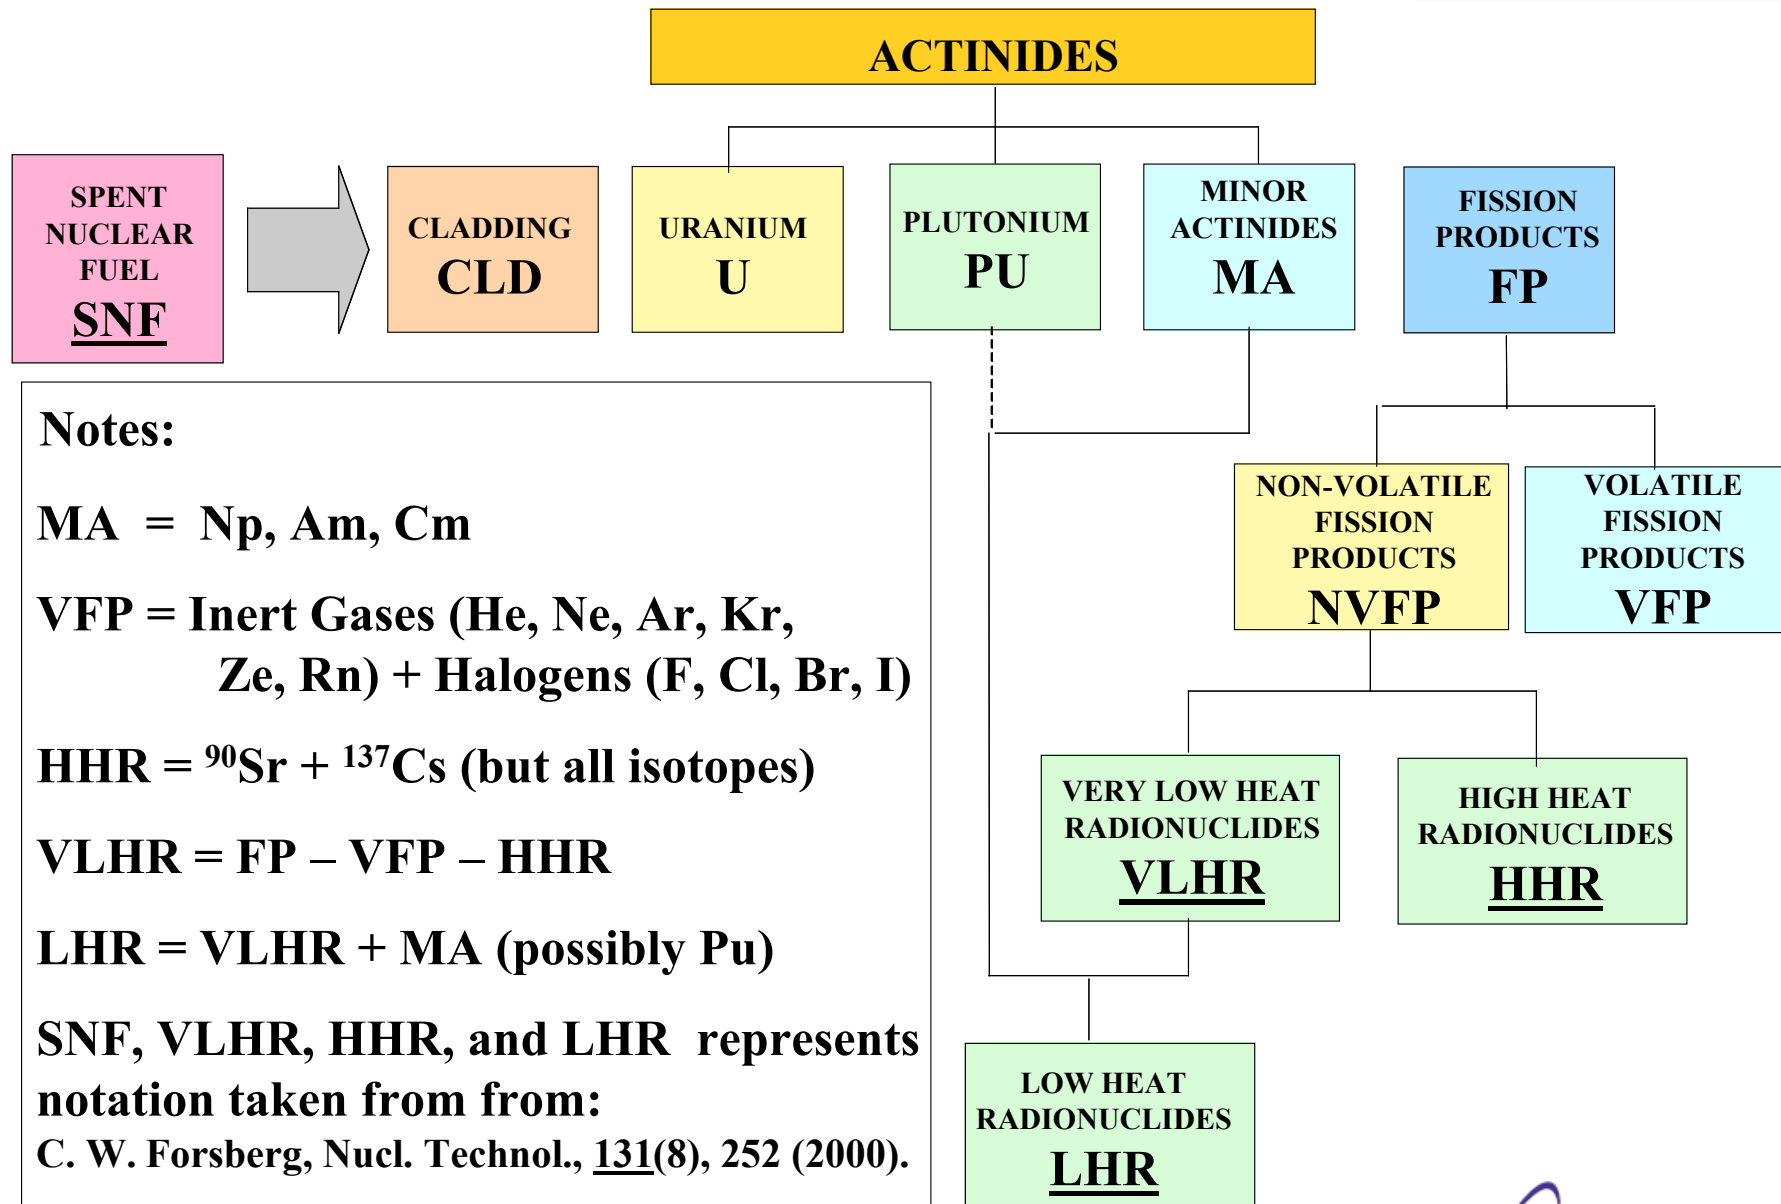 ACTINIDES
SPENT
NUCLEAR
FUEL
SNF
CLADDING
CLD
URANIUM
U
PLUTONIUM
PU
MINOR
ACTINIDES
MA
FISSION
PRODUCTS
FP
Notes:
MA = Np, Am, Cm
VFP = Inert Gases (He, Ne, Ar, Kr,
Ze, Rn) + Halogens (F, Cl, Br, I)
HHR = ⁹⁰Sr + ¹³⁷Cs (but all isotopes)
VLHR = FP – VFP – HHR
LHR = VLHR + MA (possibly Pu)
SNF, VLHR, HHR, and LHR represents
notation taken from from:
C. W. Forsberg, Nucl. Technol., 131(8), 252 (2000).
NON-VOLATILE
FISSION
PRODUCTS
NVFP
VOLATILE
FISSION
PRODUCTS
VFP
VERY LOW HEAT
RADIONUCLIDES
VLHR
HIGH HEAT
RADIONUCLIDES
HHR
LOW HEAT
RADIONUCLIDES
LHR